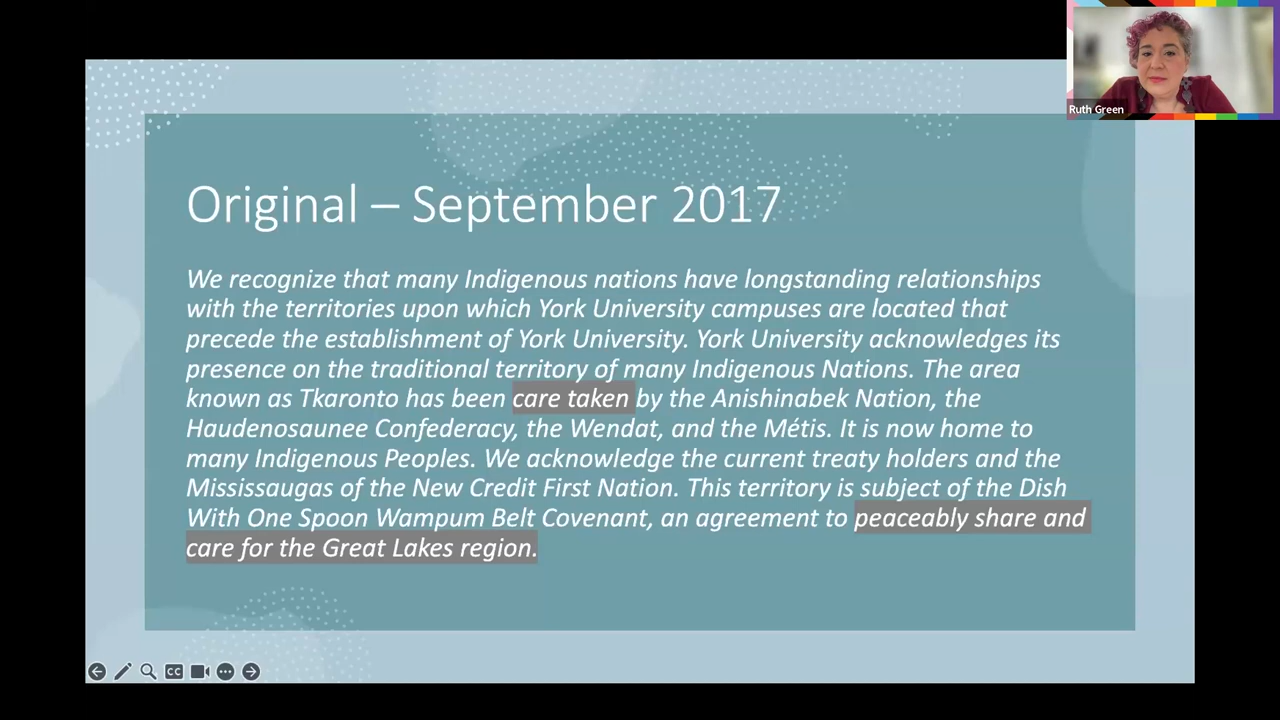 Ruth Green
Original – September 2017
We recognize that many Indigenous nations have longstanding relationships
with the territories upon which York University campuses are located that
precede the establishment of York University. York University acknowledges its
presence on the traditional territory of many Indigenous Nations. The area
known as Tkaronto has been care taken by the Anishinabek Nation, the
Haudenosaunee Confederacy, the Wendat, and the Métis. It is now home to
many Indigenous Peoples. We acknowledge the current treaty holders and the
Mississaugas of the New Credit First Nation. This territory is subject of the Dish
With One Spoon Wampum Belt Covenant, an agreement to peaceably share and
care for the Great Lakes region.
CC